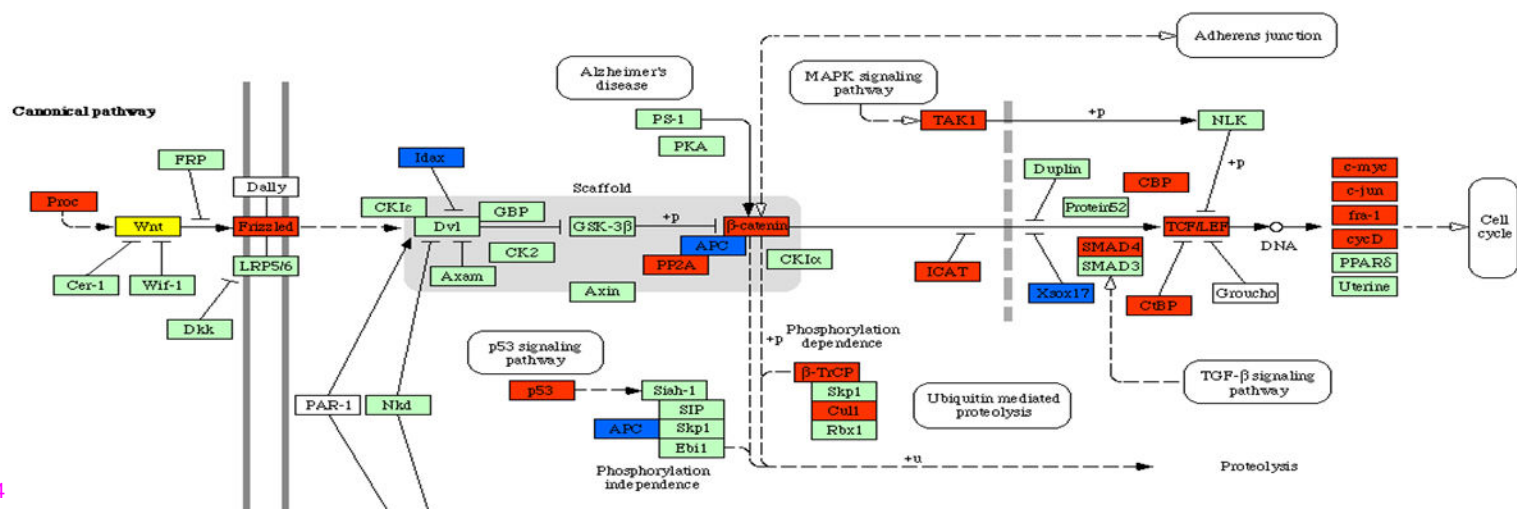 Adherens junction
Alzheimer's
disease
MAPK signaling
pathway
Canonical pathway
PS-1
TAK1
+p
NLK
PKA
FRP
Idax
Duplin
+p
c-myc
Dally
Scaffold
CBP
c-jun
Proc
CKIε
GBP
Protein52
Wnt
Frizzled
Dvl
GSK-3β
+p
β-catenin
TCF/LEF
fra-1
Cell
cycle
DNA
cycD
APC
SMAD4
CK2
LRP5/6
PP2A
CKIα
SMAD3
PPARδ
Axam
ICAT
Cer-1
Wif-1
Axin
Xsox17
CtBP
Groucho
Uterine
Dkk
+p
Phosphorylation
dependence
p53 signaling
pathway
β-TrCP
TGF-β signaling
pathway
p53
Siah-1
Skp1
Ubiquitin mediated
proteolysis
PAR-1
Nkd
SIP
Cul1
APC
Skp1
Rbx1
Ebi1
+u
Proteolysis
Phosphorylation
independence
4